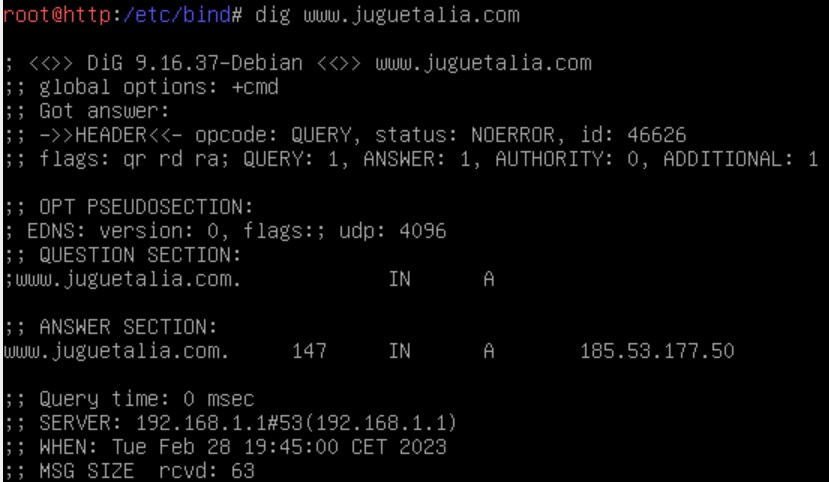 root@http:/etc/bind# dig www.juguetalia.com
; <<>> DiG 9.16.37-Debian <<>> www.juguetalia.com
;; global options: +cmd
;; Got answer:
;; ->>HEADER<<- opcode: QUERY, status: NOERROR, id: 46626
;; flags: qr rd ra; QUERY: 1, ANSWER: 1, AUTHORITY: 0, ADDITIONAL: 1
;; OPT PSEUDOSECTION:
; EDNS: version: 0, flags:; udp: 4096
;; QUESTION SECTION:
;www.juguetalia.com. IN A
;; ANSWER SECTION:
www.juguetalia.com. 147 IN A 185.53.177.50
;; Query time: 0 msec
;; SERVER: 192.168.1.1#53(192.168.1.1)
;; WHEN: Tue Feb 28 19:45:00 CET 2023
;; MSG SIZE rcvd: 63